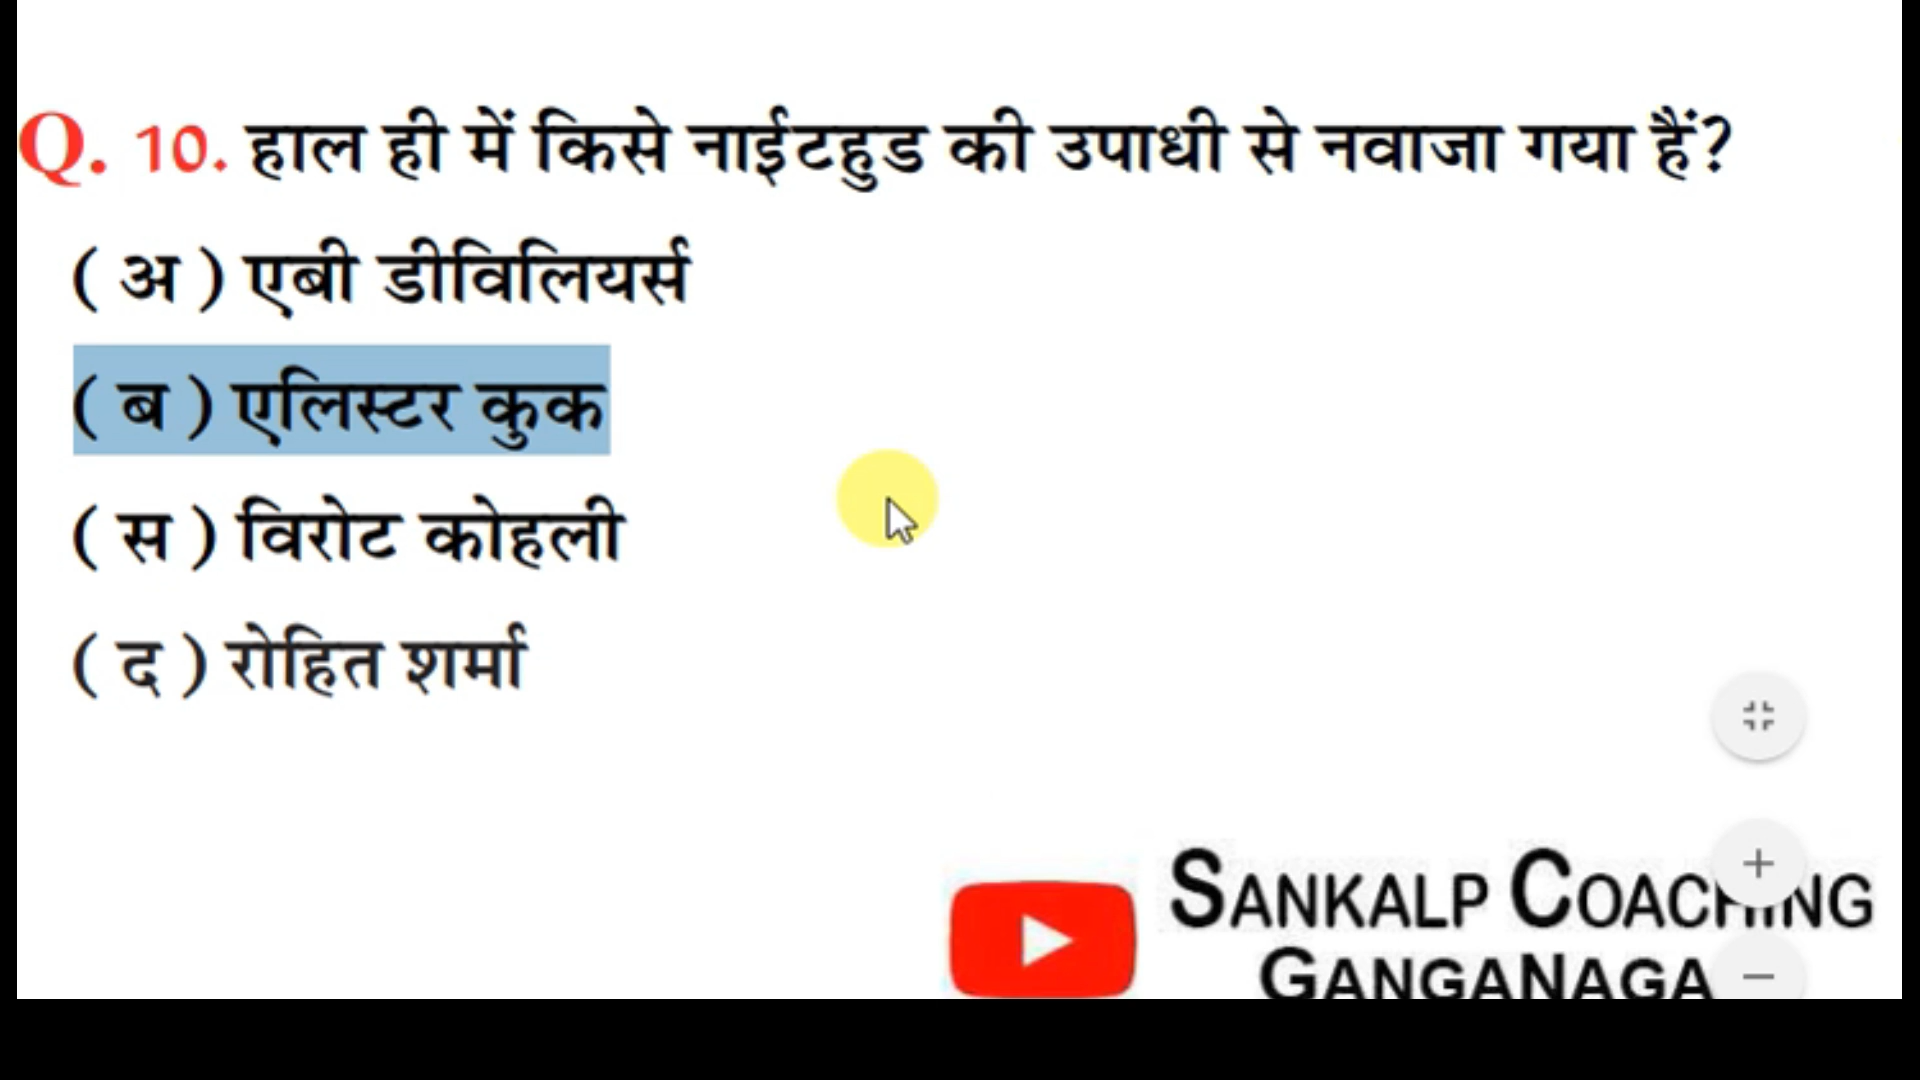 Q. 10. हाल ही में किसे नाईटहुड की उपाधी से नवाजा गया हैं?
( अ ) एबी डीविलियर्स
( ब ) एलिस्टर कुक
( स ) विरोट कोहली
( द ) रोहित शर्मा
SANKALP COACHING
GANGANAGA